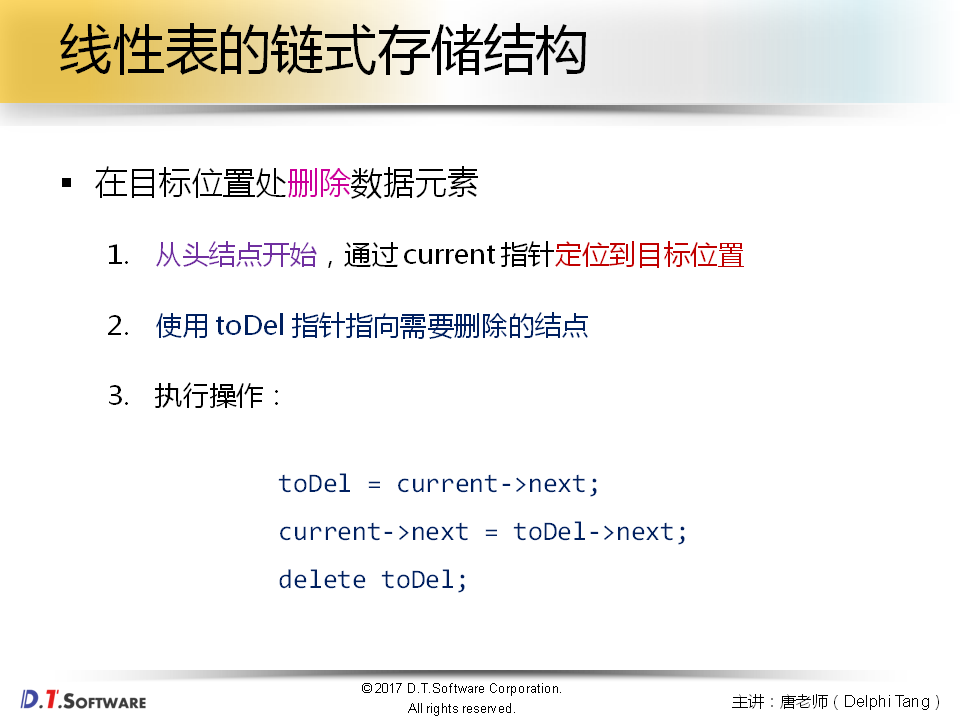 线性表的链式存储结构
▪ 在目标位置处删除数据元素
1. 从头结点开始，通过 current 指针定位到目标位置
2. 使用 toDel 指针指向需要删除的结点
3. 执行操作：
toDel = current->next;
current->next = toDel->next;
delete toDel;
D.T.SOFTWARE
©2017 D.T.Software Corporation.
All rights reserved.
主讲：唐老师（Delphi Tang）